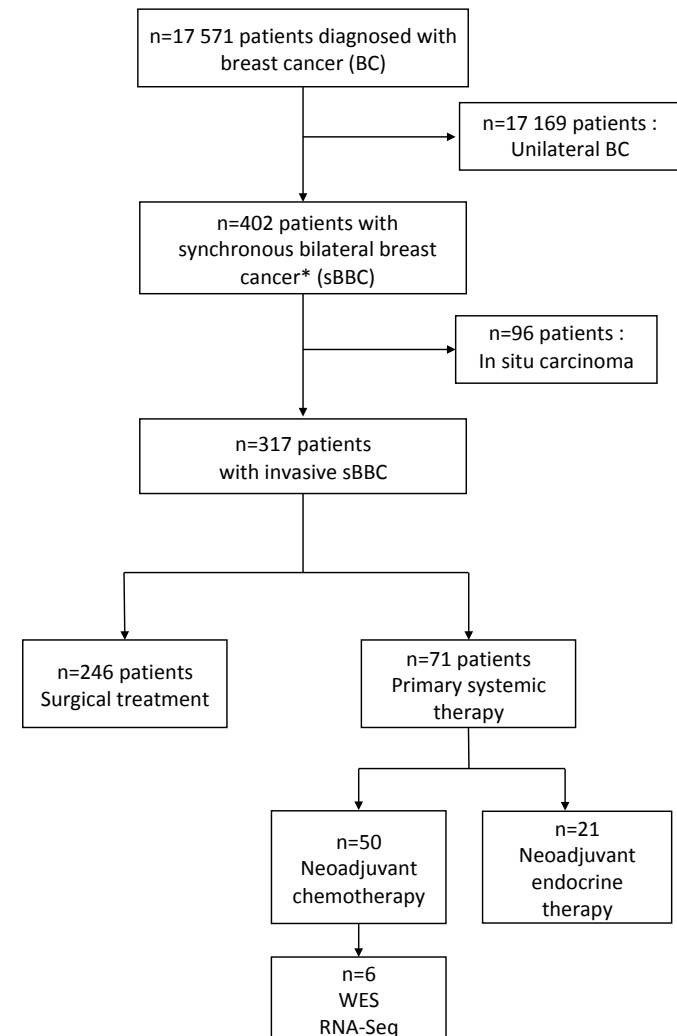 n=17 571 patients diagnosed with
breast cancer (BC)
n=17 169 patients :
Unilateral BC
n=402 patients with
synchronous bilateral breast
cancer* (sBBC)
n=96 patients :
In situ carcinoma
n=317 patients
with invasive sBBC
n=246 patients
Surgical treatment
n=71 patients
Primary systemic
therapy
n=50
Neoadjuvant
chemotherapy
n=21
Neoadjuvant
endocrine
therapy
n=6
WES
RNA-Seq